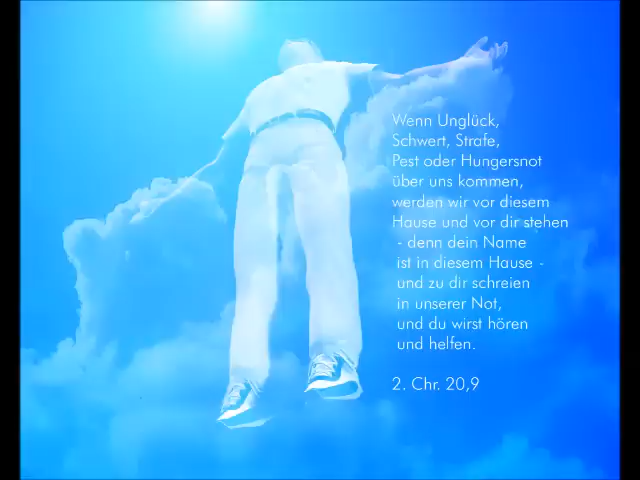 Wenn Unglück,
Schwert, Strafe,
Pest oder Hungersnot
über uns kommen,
werden wir vor diesem
Hause und vor dir stehen
- denn dein Name
ist in diesem Hause -
und zu dir schreien
in unserer Not,
und du wirst hören
und helfen.
2. Chr. 20,9